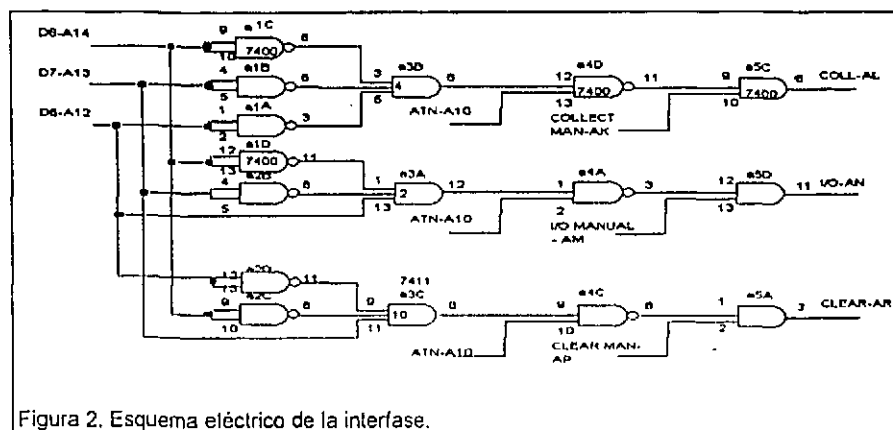 D8-A14
D7-A13
D6-A12
9
10
a1C
7400
8
4
5
a1B
6
1
2
a1A
3
12
13
a1D
7400
11
4
5
a2B
6
13
a2D
11
9
10
a2C
8
3
4
5
a3B
6
ATN-A10
12
13
a4D
7400
11
COLLECT
MAN-AK
9
10
a5C
7400
COLL-AL
1
2
13
a3A
12
ATN-A10
1
2
a4A
3
I/O MANUAL
- AM
12
13
a5D
11
I/O-AN
7411
a3C
9
10
11
8
ATN-A10
9
10
a4C
CLEAR MAN-
AP
1
2
a5A
3
CLEAR-AR
Figura 2. Esquema eléctrico de la interfase.